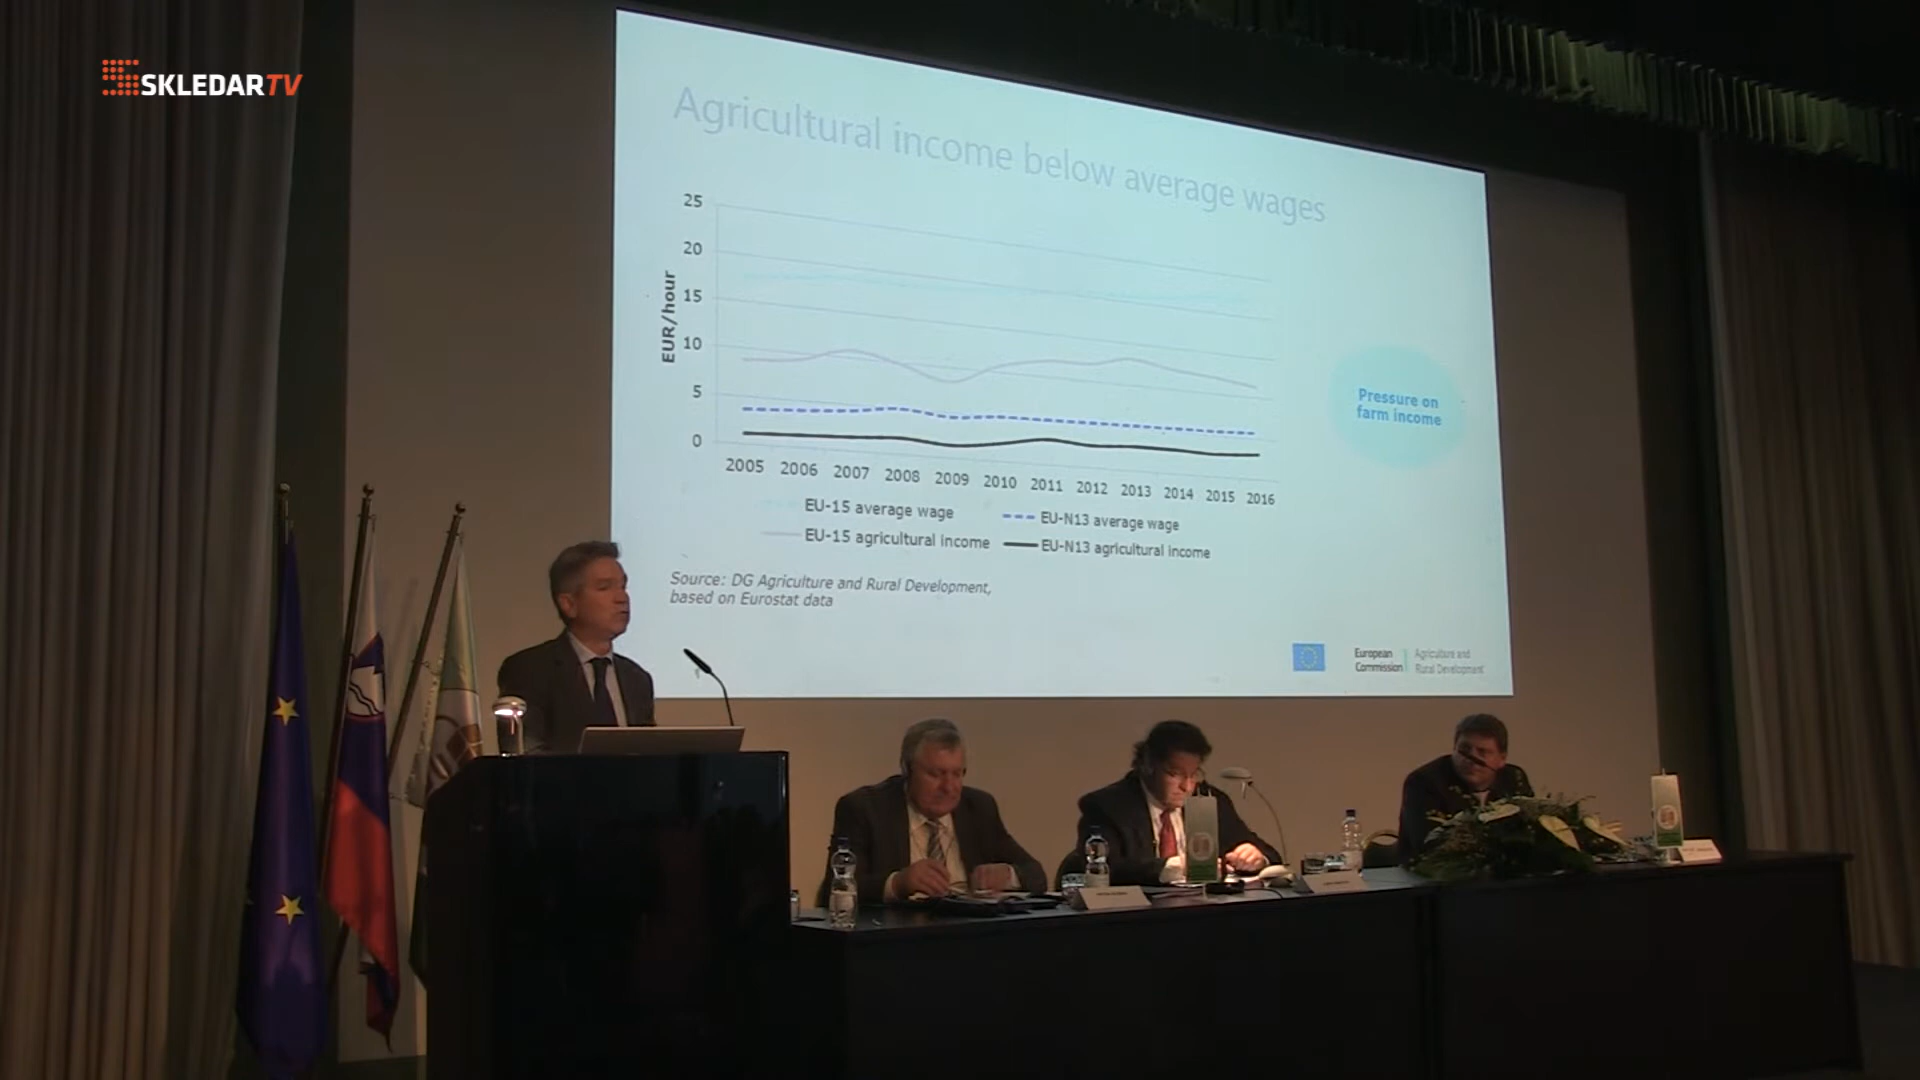 SKLEDARTV
Agricultural income below average wages
25
20
15
10
5
0
EUR/hour
2005 2006 2007 2008 2009 2010 2011 2012 2013 2014 2015 2016
EU-15 average wage
EU-N13 average wage
EU-15 agricultural income
EU-N13 agricultural income
Pressure on
farm income
Source: DG Agriculture and Rural Development,
based on Eurostat data
European
Commission
Agriculture and
Rural Development